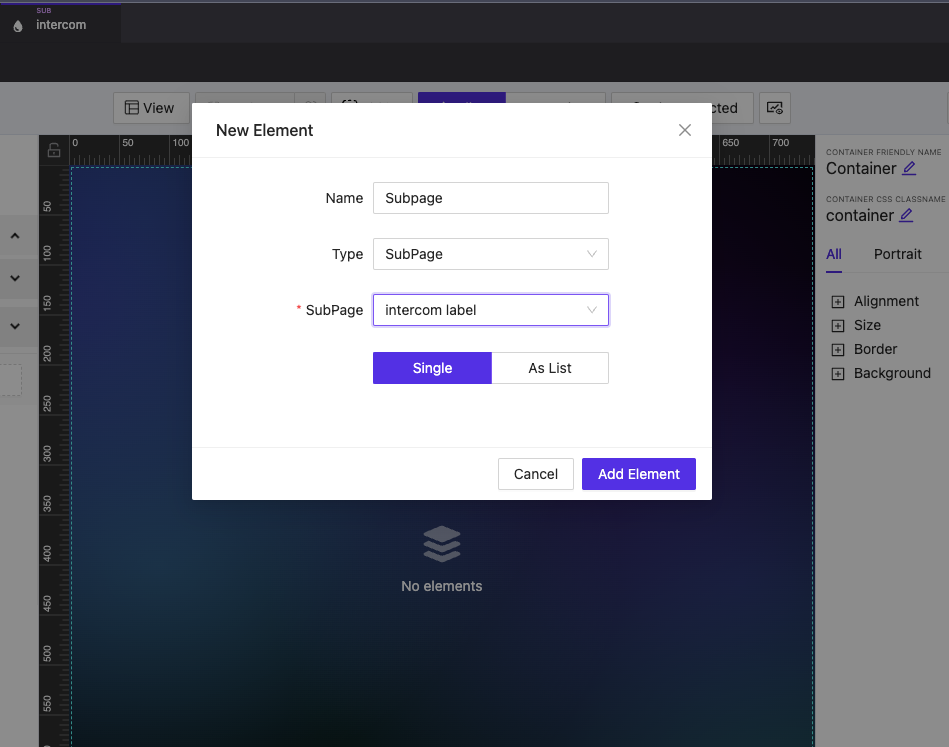 SUB
intercom
View
cted
New Element
0
50
100
650
700
CONTAINER FRIENDLY NAME
Container
CONTAINER CSS CLASSNAME
container
All
Portrait
Alignment
Size
Border
Background
Name
Subpage
Type
SubPage
* SubPage
intercom label
Single
As List
Cancel
Add Element
No elements
50
100
150
200
250
300
350
400
450
500
550